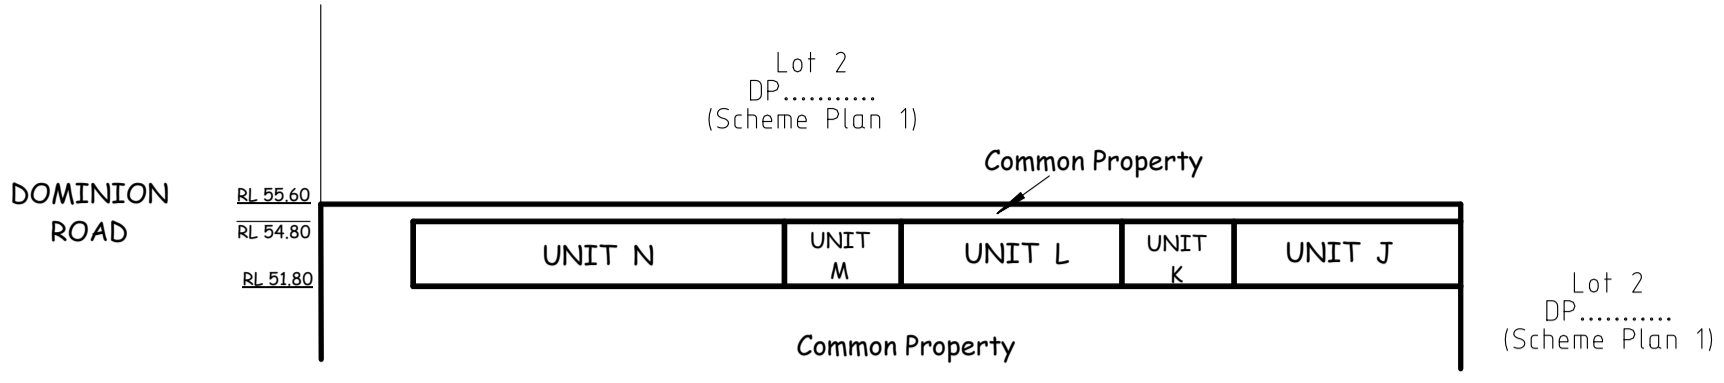 Lot 2
DP...........
(Scheme Plan 1)
Common Property
DOMINION
ROAD
RL 55.60
RL 54.80
RL 51.80
UNIT N
UNIT
M
UNIT L
UNIT
K
UNIT J
Common Property
Lot 2
DP...........
(Scheme Plan 1)